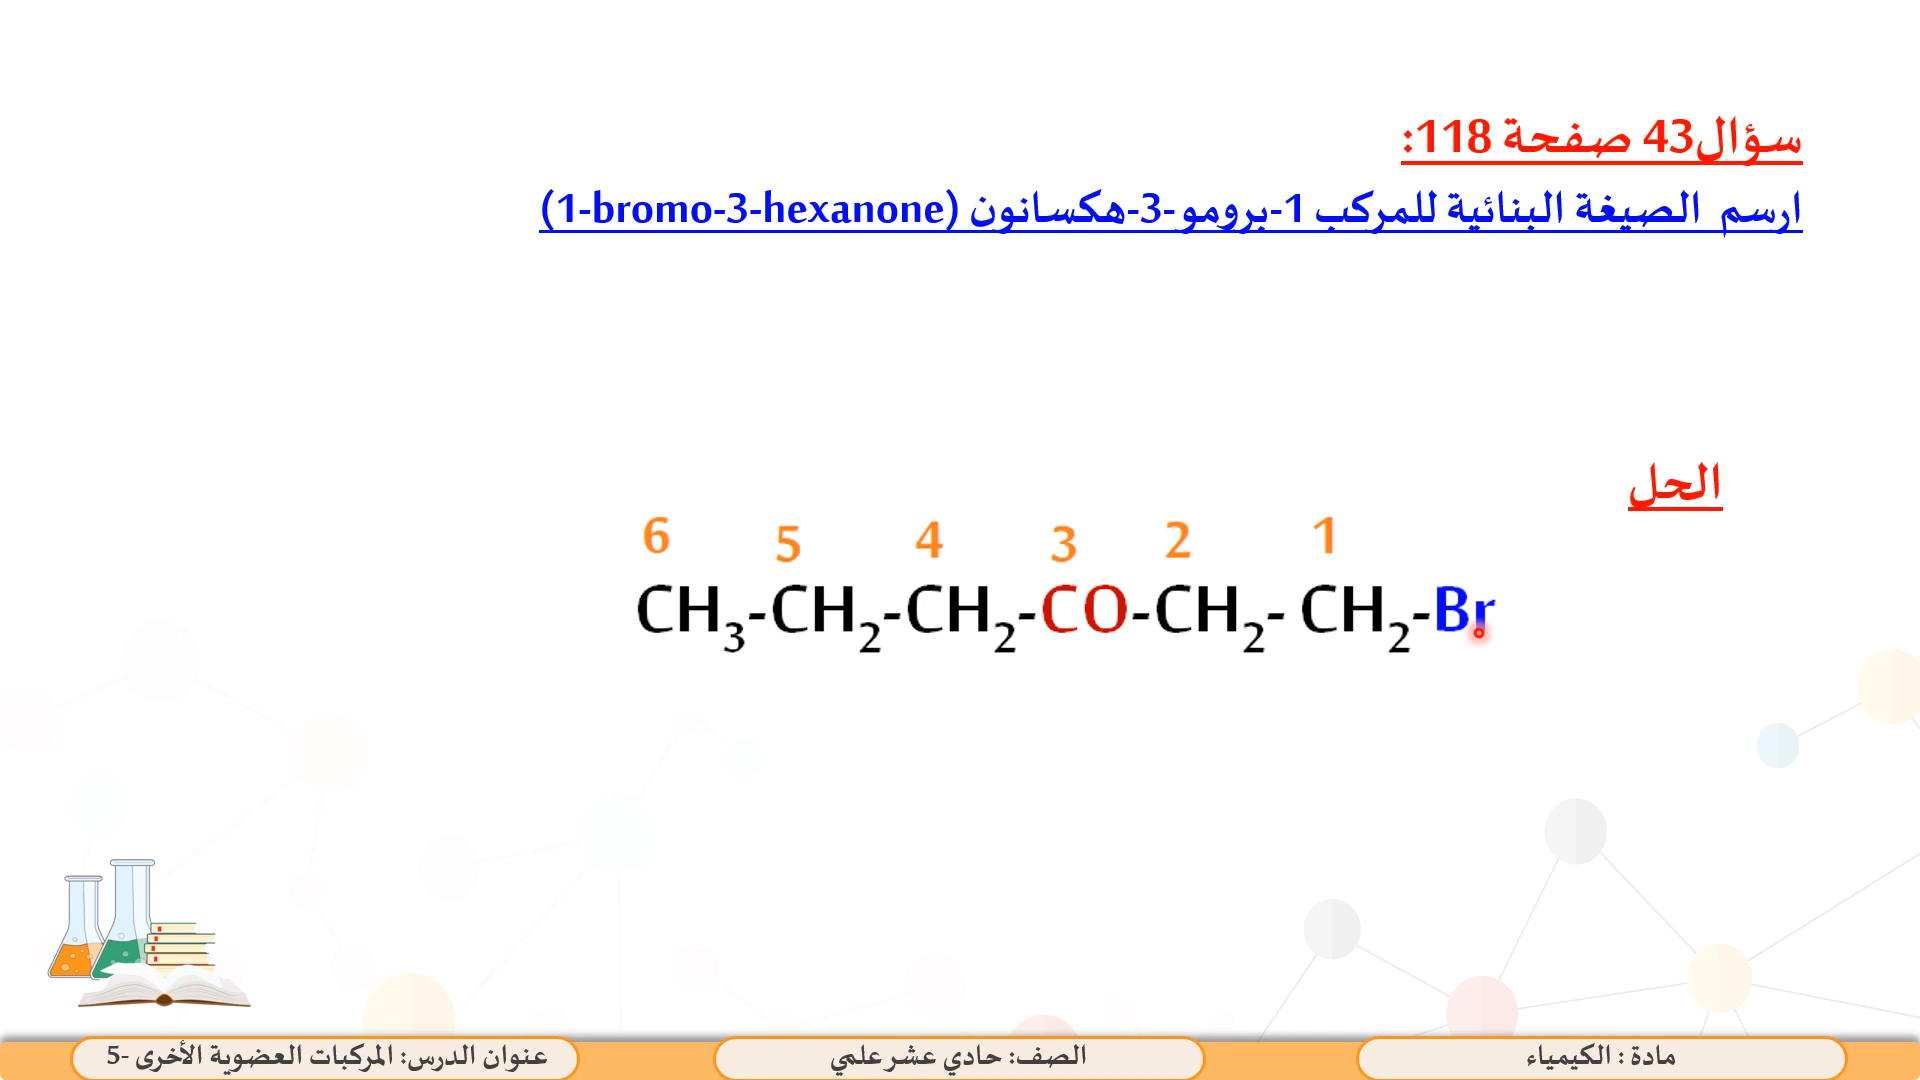 سؤال43 صفحة 118:
ارسم الصيغة البنائية للمركب 1-برومو-3-هكسانون (1-bromo-3-hexanone)
الحل
6 5 4 3 2 1
CH₃-CH₂-CH₂-CO-CH₂- CH₂-Br
مادة : الكيمياء
الصف: حادي عشر علمي
عنوان الدرس: المركبات العضوية الأخرى -5